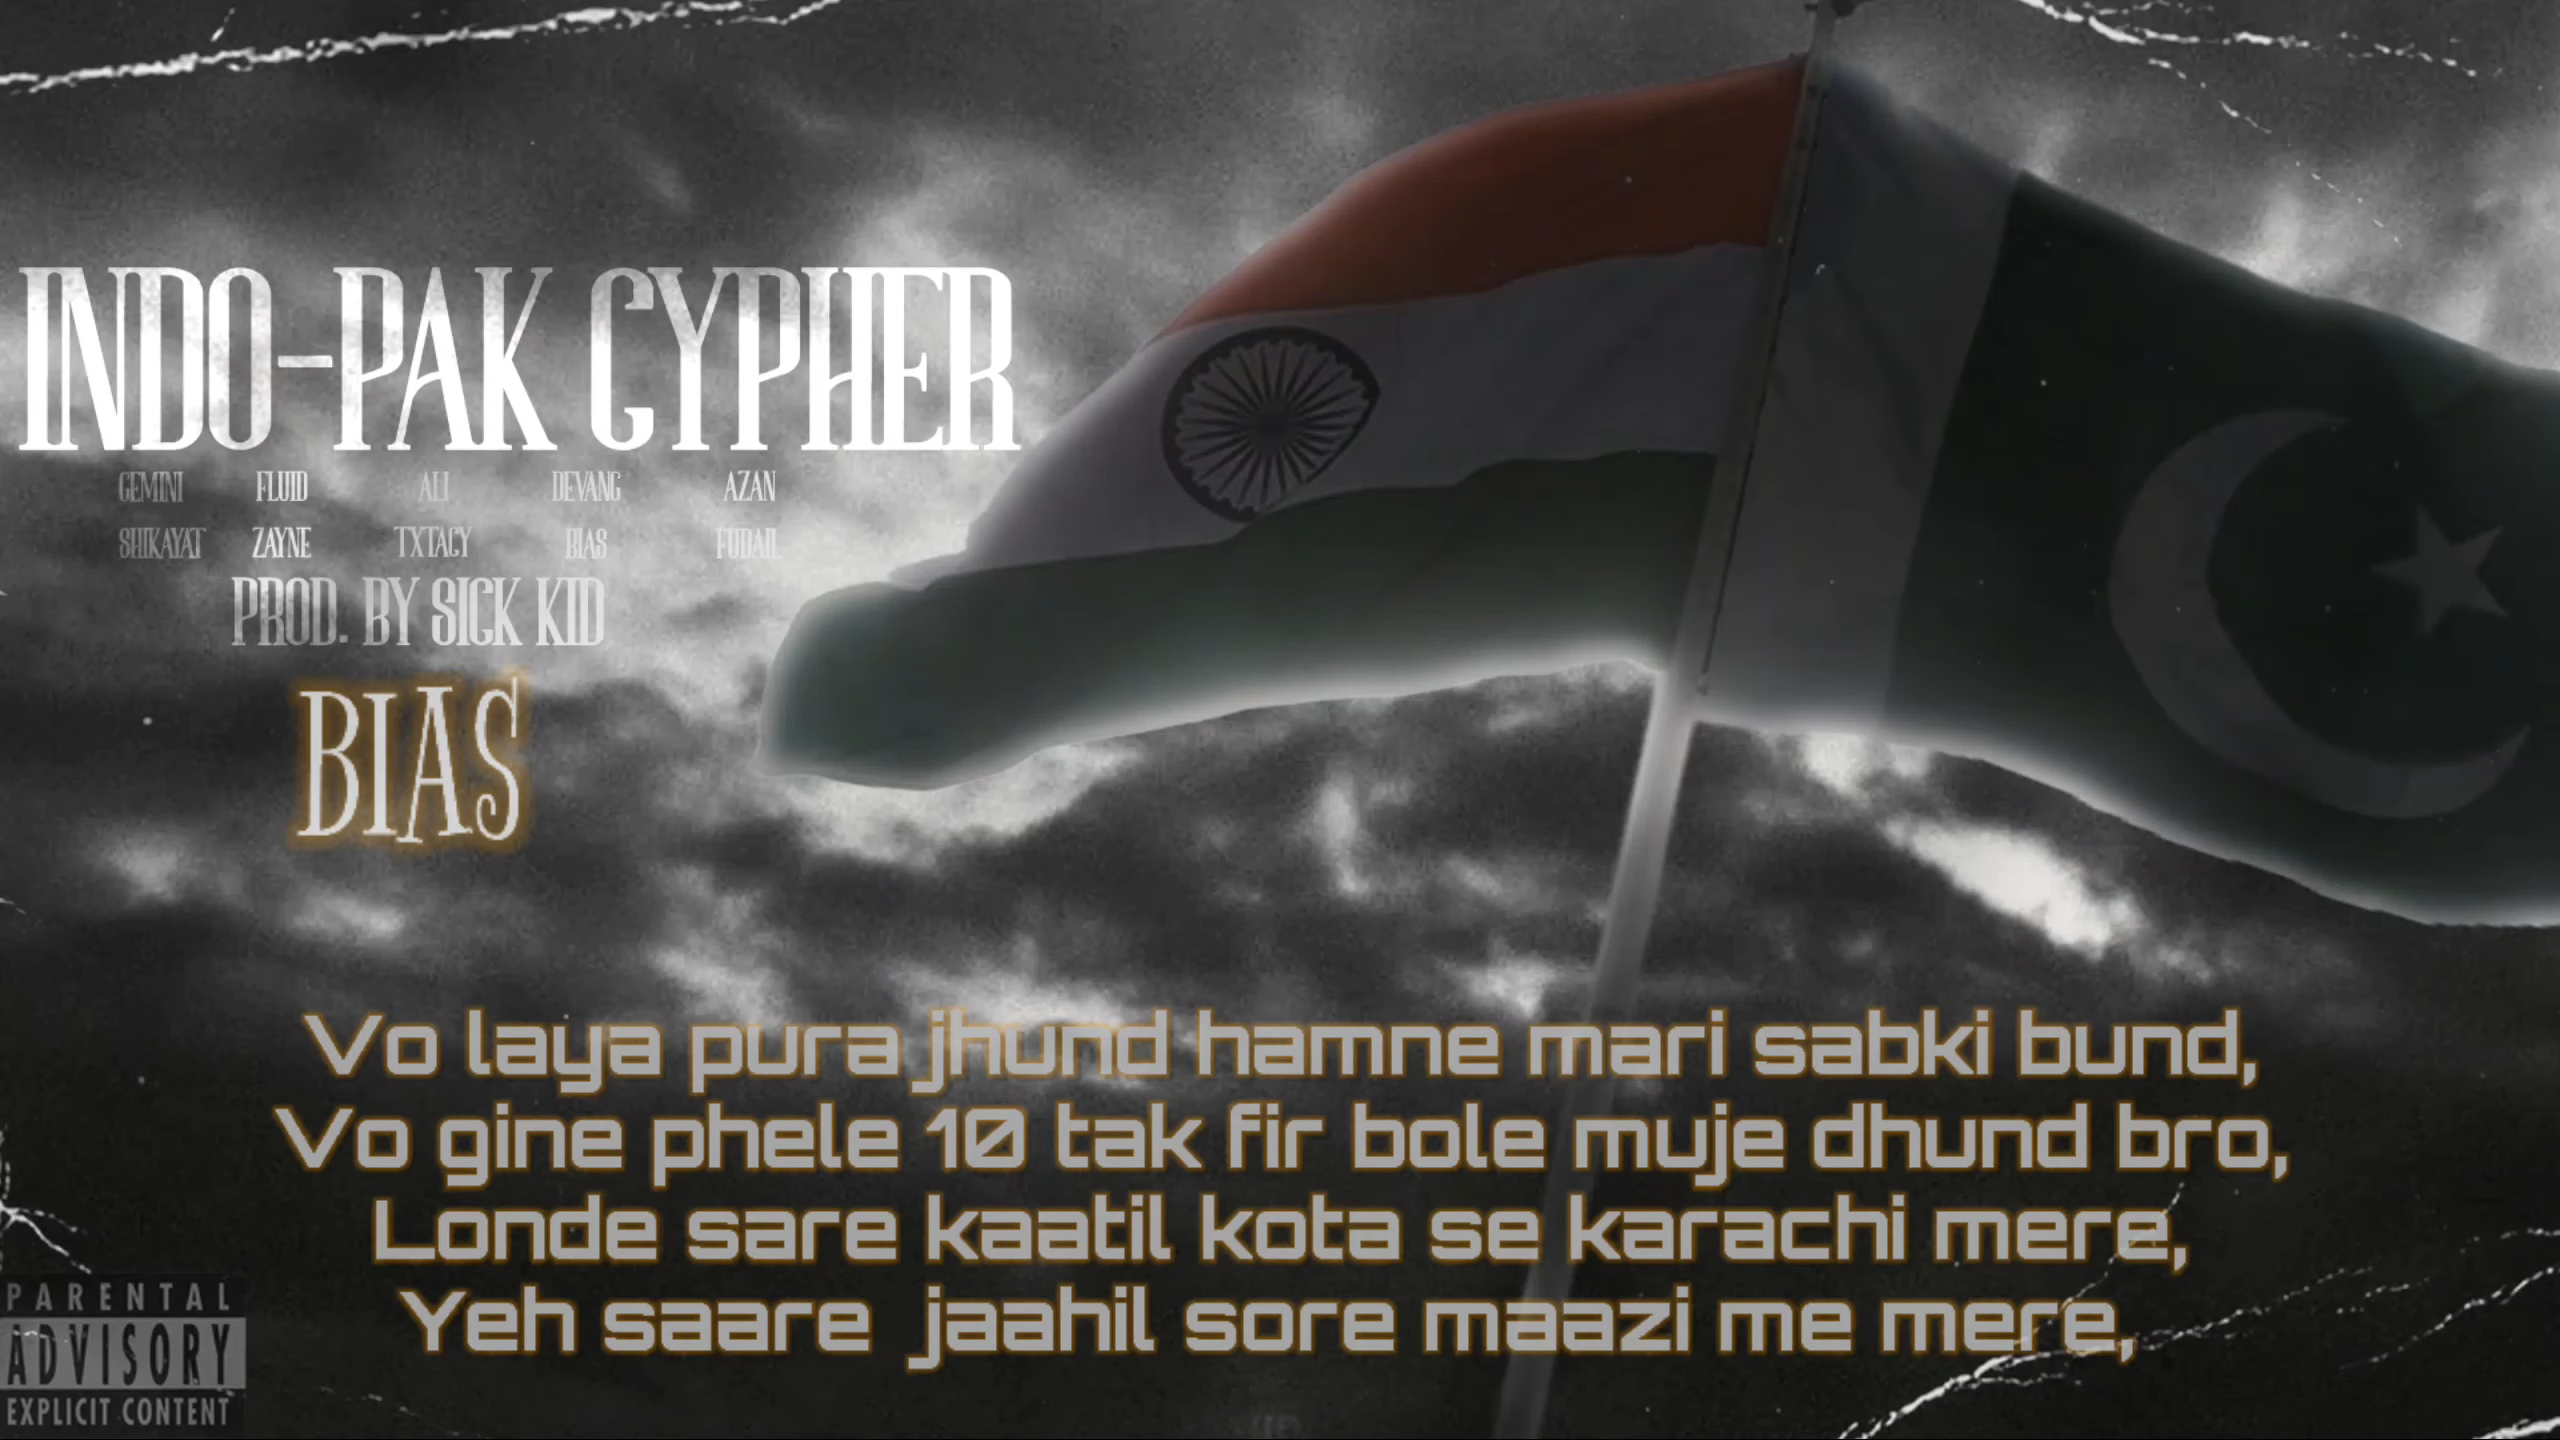 INDO-PAK CYPHER
GEMINI FLUID ALI DEVANG AZAN
SHIKAYAT ZAYNE TXTACY BIAS FUDAIL
PROD. BY SICK KID
BIAS
Vo laya pura jhund hamne mari sabki bund,
Vo gine phele 10 tak fir bole muje dhund bro,
Londe sare kaatil kota se karachi mere,
Yeh saare jaahil sore maazi me mere,
PARENTAL
ADVISORY
EXPLICIT CONTENT